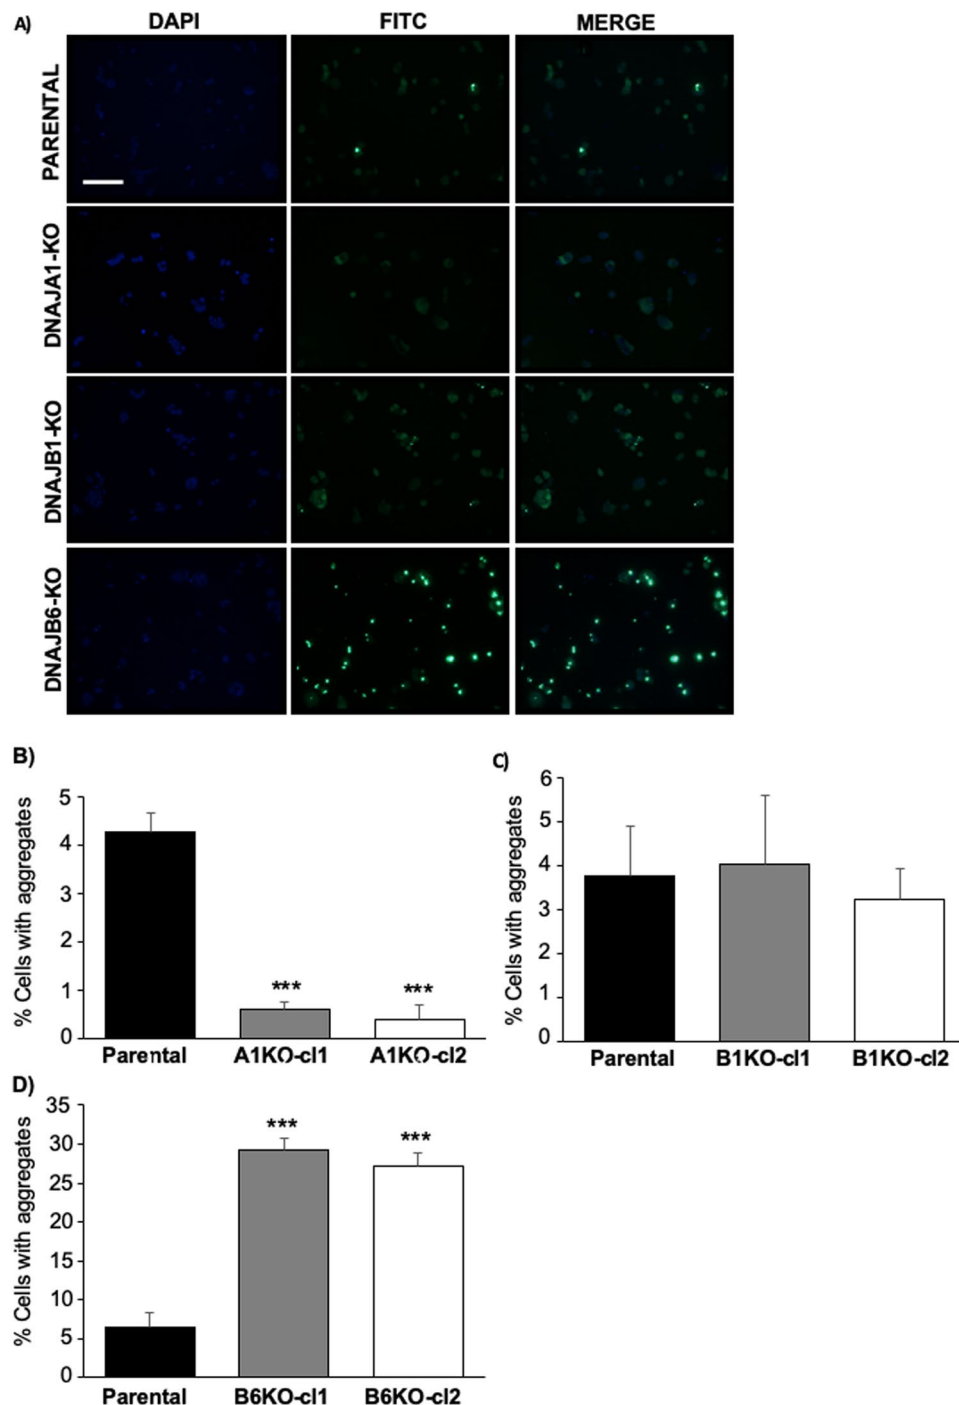 A)
DAPI FITC MERGE
PARENTAL
DNAJA1-KO
DNAJB1-KO
DNAJB6-KO
B)
% Cells with aggregates
5
4
3
2
1
0
***
***
Parental A1KO-cl1 A1KO-cl2
C)
% Cells with aggregates
6
5
4
3
2
1
0
Parental B1KO-cl1 B1KO-cl2
D)
% Cells with aggregates
35
30
25
20
15
10
5
0
***
***
Parental B6KO-cl1 B6KO-cl2